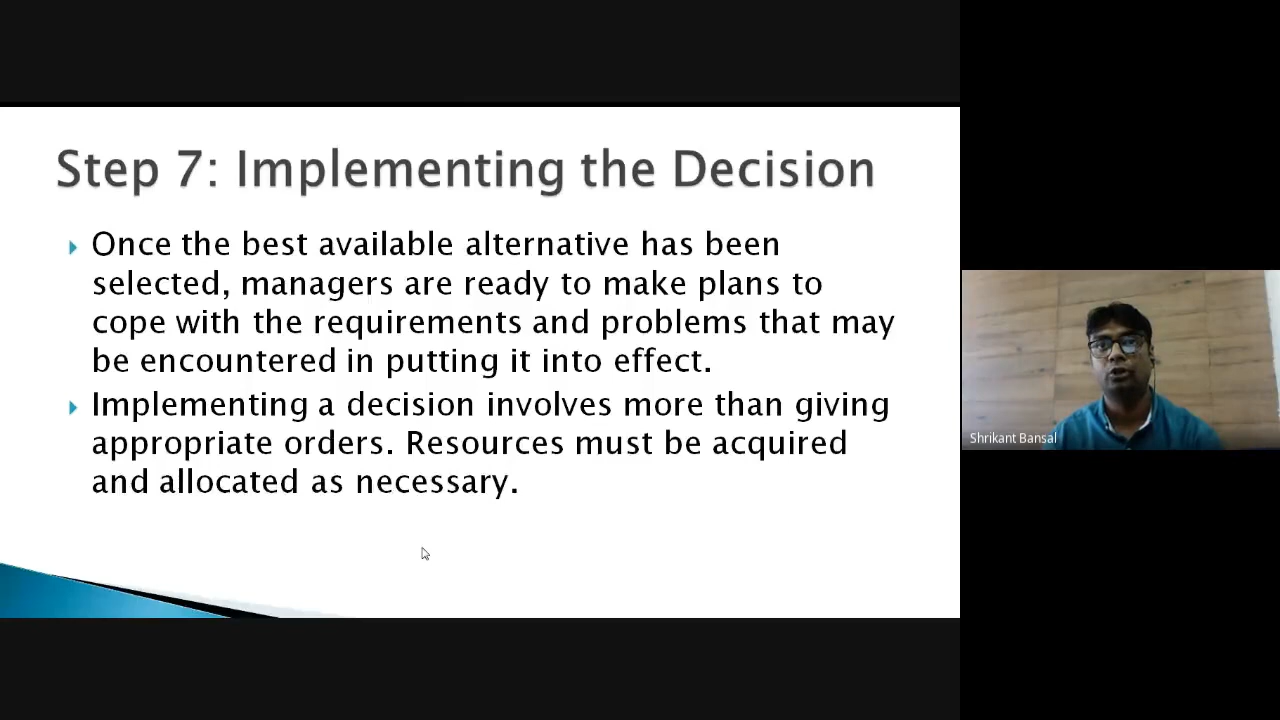 Step 7: Implementing the Decision
Once the best available alternative has been
selected, managers are ready to make plans to
cope with the requirements and problems that may
be encountered in putting it into effect.
Implementing a decision involves more than giving
appropriate orders. Resources must be acquired
and allocated as necessary.
Shrikant Bansal